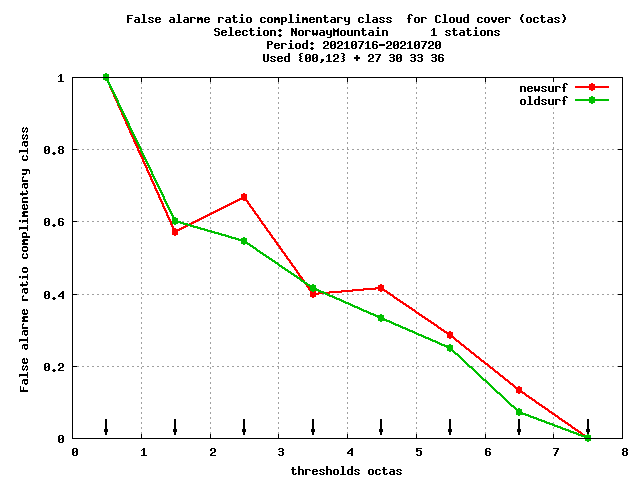 False alarme ratio complimentary class  for Cloud cover (octas)
Selection: NorwayMountain      1 stations
Period: 20210716-20210720
Used {00,12} + 27 30 33 36
newsurf
oldsurf
False alarme ratio complimentary class
1
0.8
0.6
0.4
0.2
0
0 1 2 3 4 5 6 7 8
thresholds octas